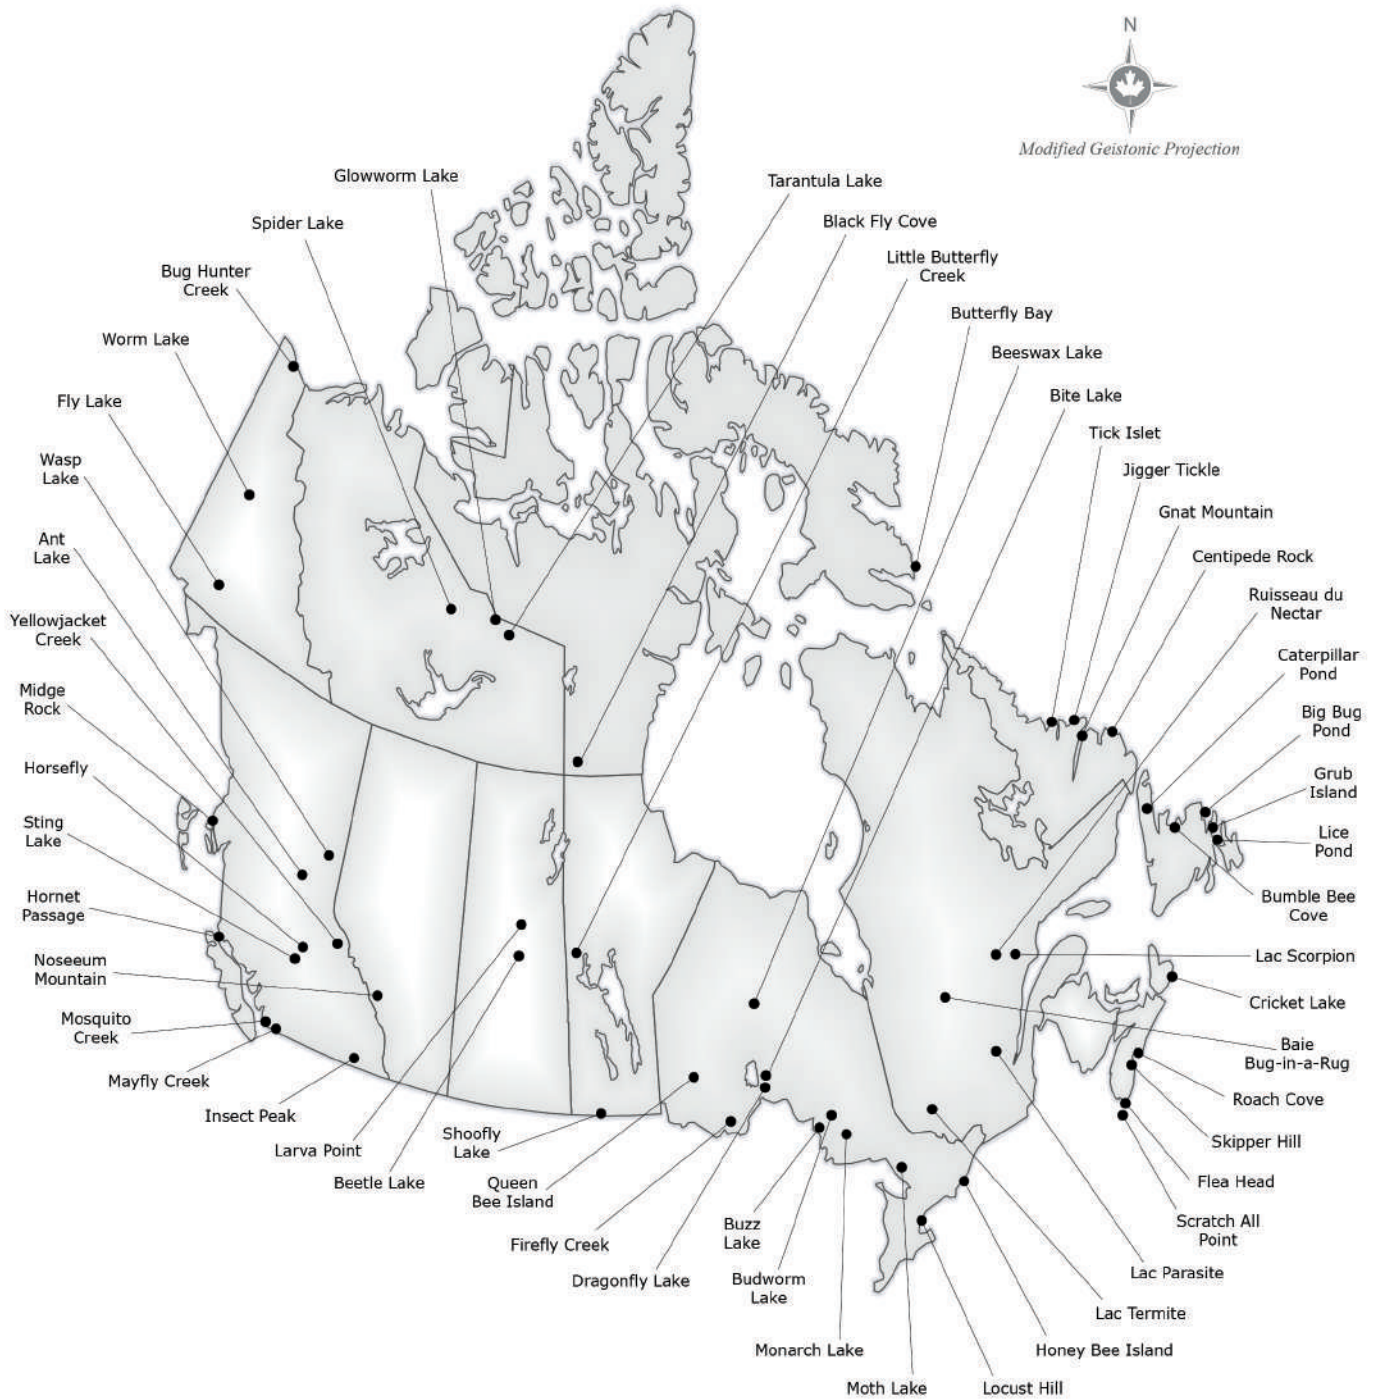 N
Modified Geistonic Projection
Glowworm Lake
Tarantula Lake
Spider Lake
Black Fly Cove
Bug Hunter
Creek
Little Butterfly
Creek
Butterfly Bay
Worm Lake
Beeswax Lake
Fly Lake
Bite Lake
Tick Islet
Wasp
Lake
Jigger Tickle
Gnat Mountain
Ant
Lake
Centipede Rock
Ruisseau du
Nectar
Yellowjacket
Creek
Caterpillar
Pond
Midge
Rock
Big Bug
Pond
Horsefly
Grub
Island
Sting
Lake
Lice
Pond
Hornet
Passage
Bumble Bee
Cove
Noseeum
Mountain
Lac Scorpion
Cricket Lake
Mosquito
Creek
Baie
Bug-in-a-Rug
Mayfly Creek
Roach Cove
Insect Peak
Skipper Hill
Larva Point
Shoofly
Lake
Beetle Lake
Flea Head
Queen
Bee Island
Scratch All
Point
Firefly Creek
Buzz
Lake
Dragonfly Lake
Budworm
Lake
Lac Parasite
Lac Termite
Monarch Lake
Honey Bee Island
Moth Lake
Locust Hill